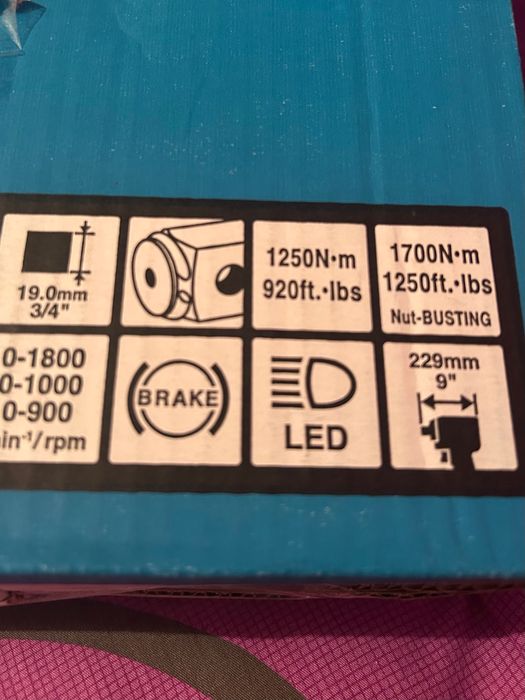 19.0mm
3/4"
1250N•m
920ft.•lbs
1700N•m
1250ft.•lbs
Nut-BUSTING
0-1800
0-1000
0-900
min⁻¹/rpm
BRAKE
LED
229mm
9"